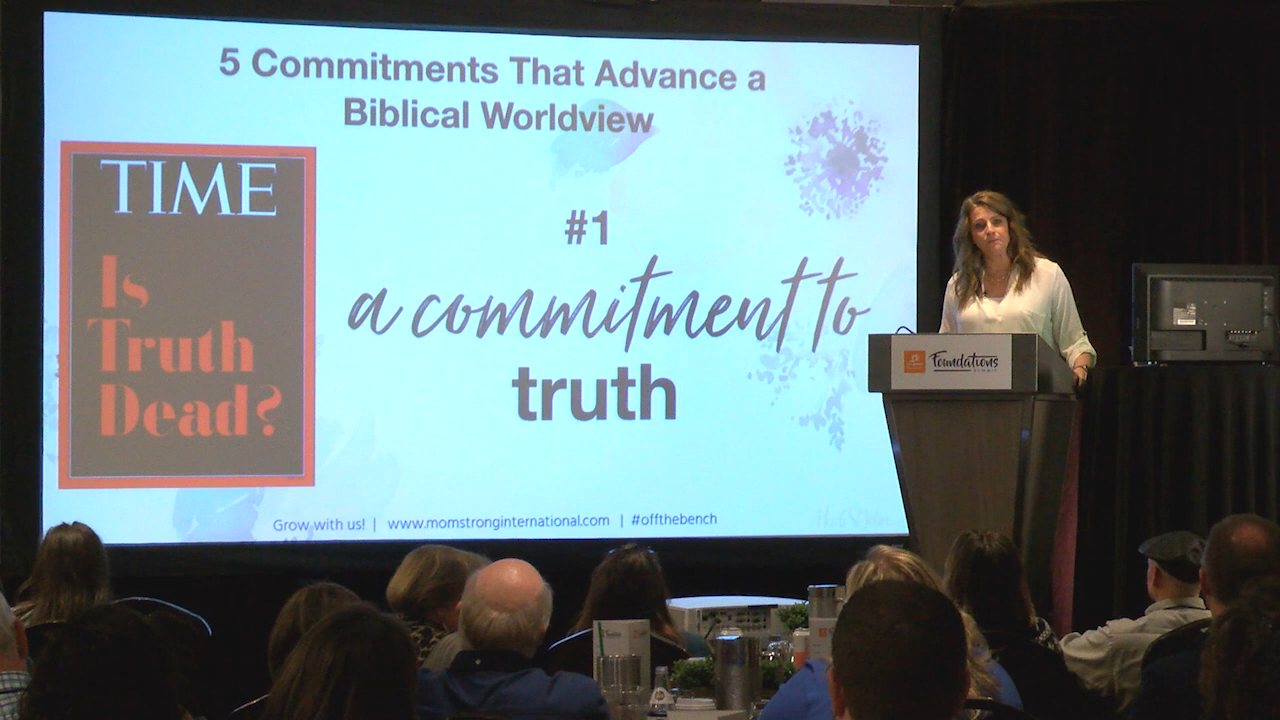 5 Commitments That Advance a
Biblical Worldview
TIME
Is
Truth
Dead?
#1
a commitment to
truth
Grow with us! | www.momstronginternational.com | #offthebench
Foundations
SUMMIT